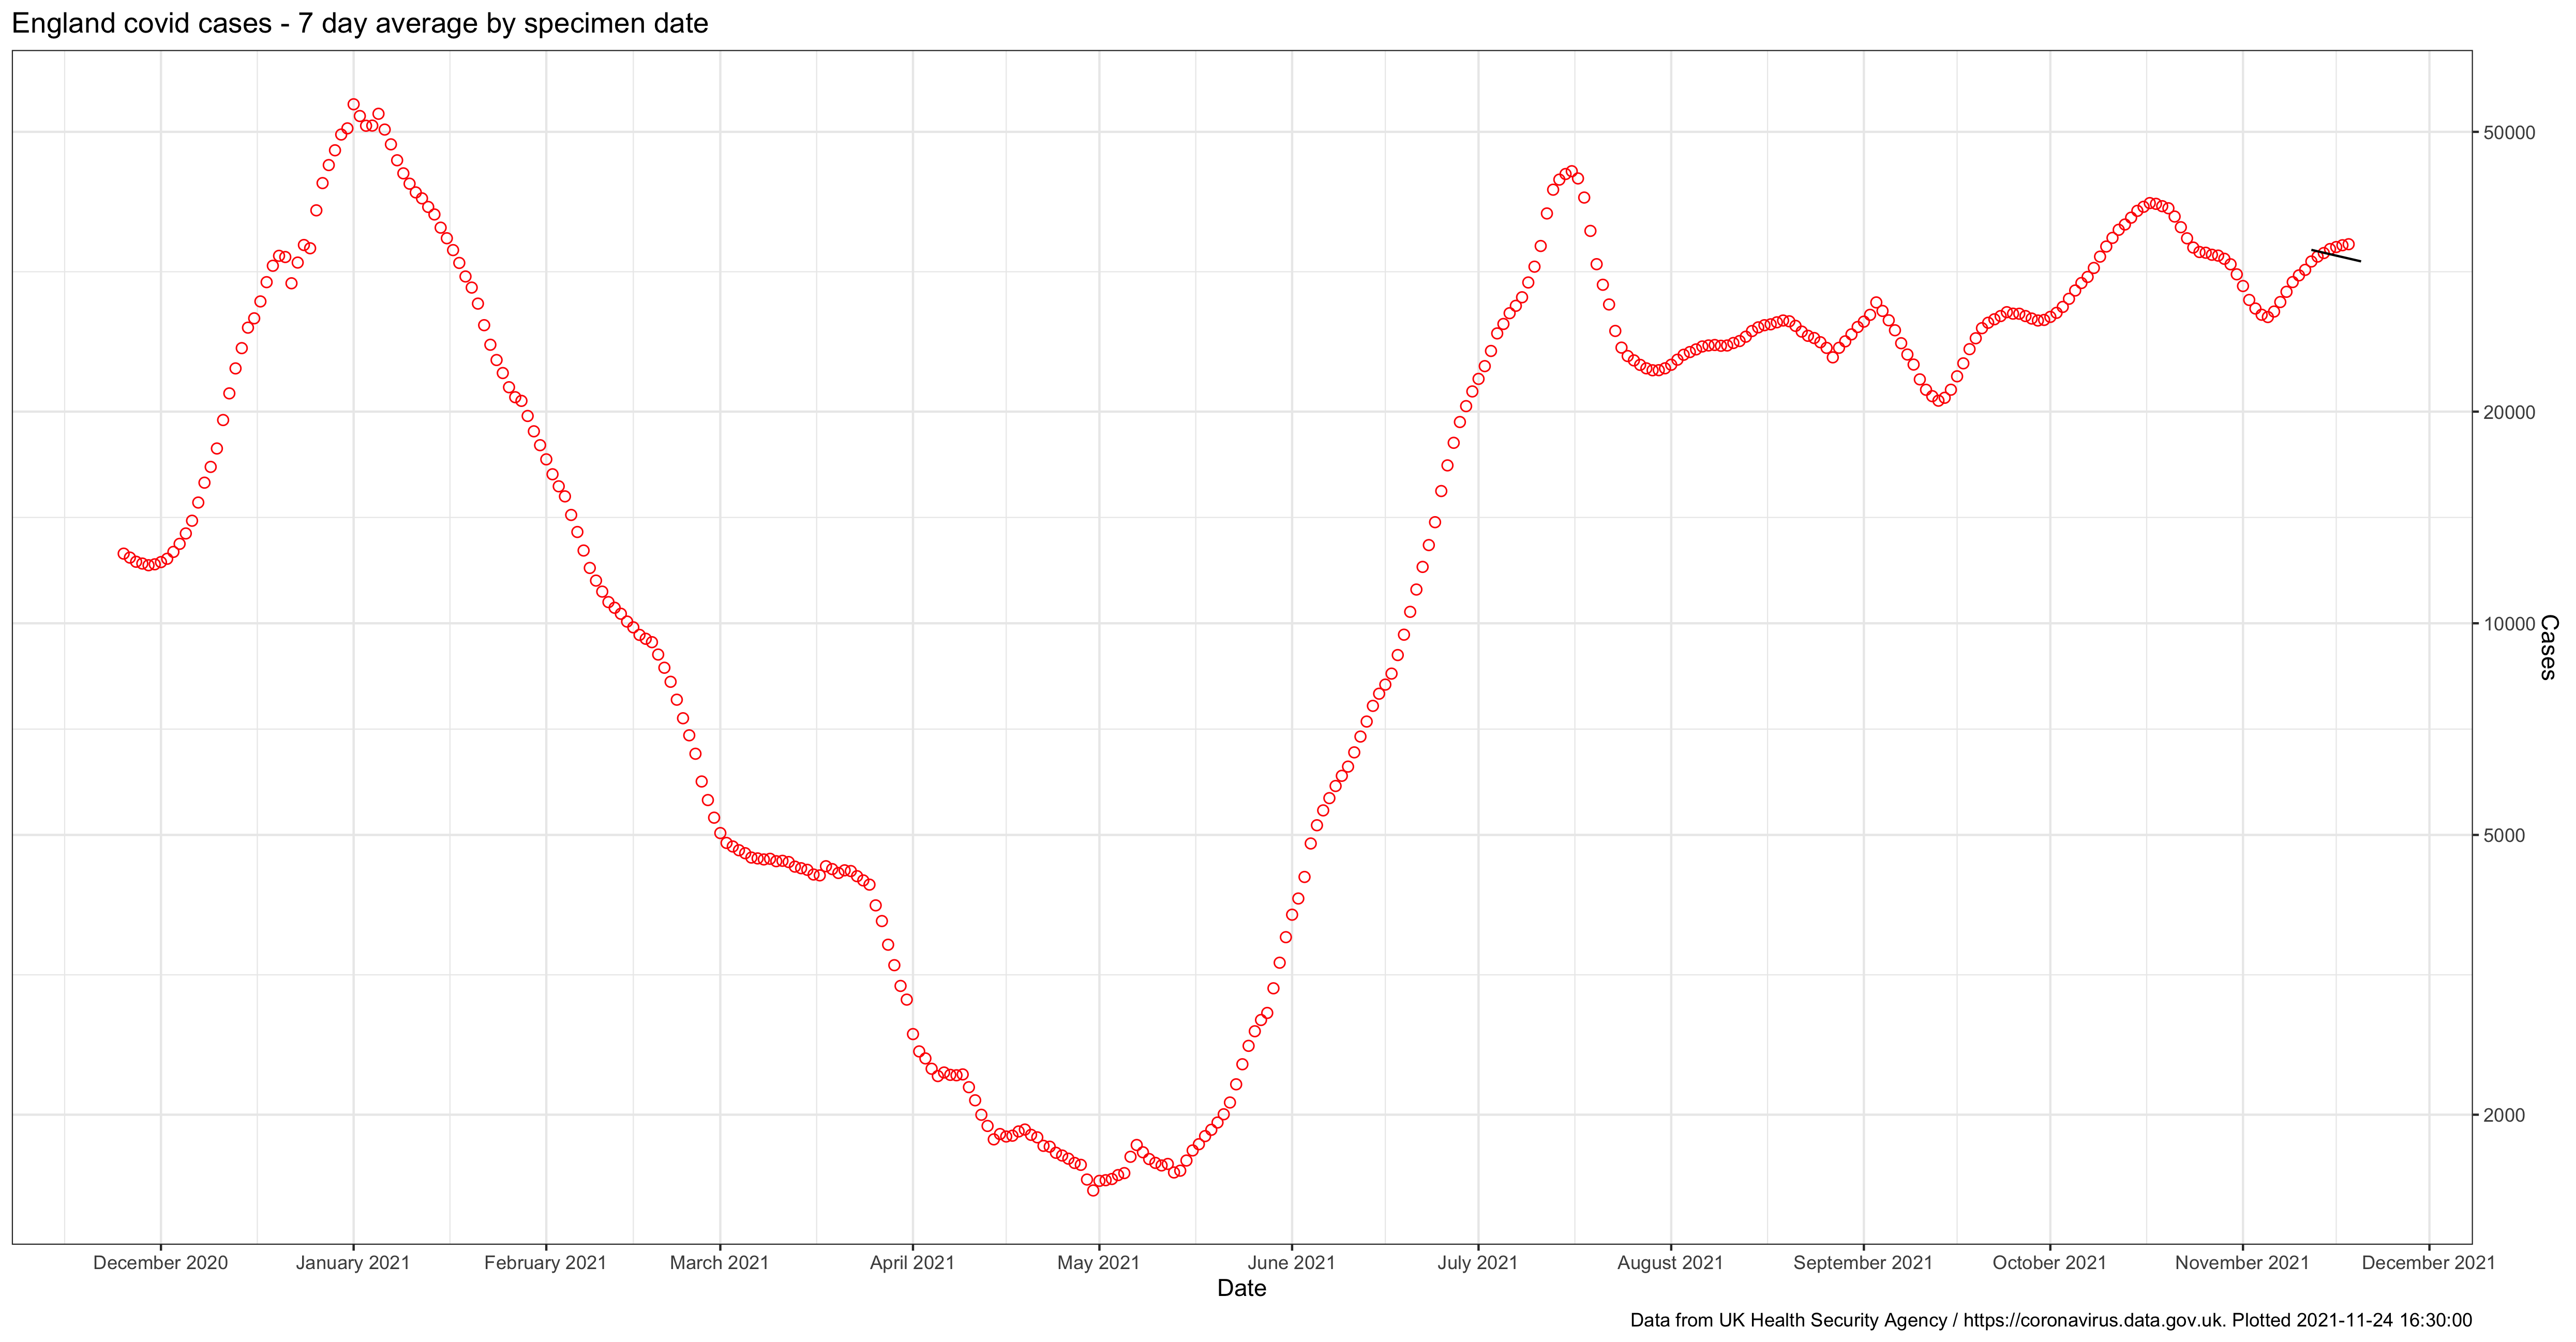 England covid cases - 7 day average by specimen date
50000
20000
10000
5000
2000
Cases
December 2020 January 2021 February 2021 March 2021 April 2021 May 2021 June 2021 July 2021 August 2021 September 2021 October 2021 November 2021 December 2021
Date
Data from UK Health Security Agency / https://coronavirus.data.gov.uk. Plotted 2021-11-24 16:30:00